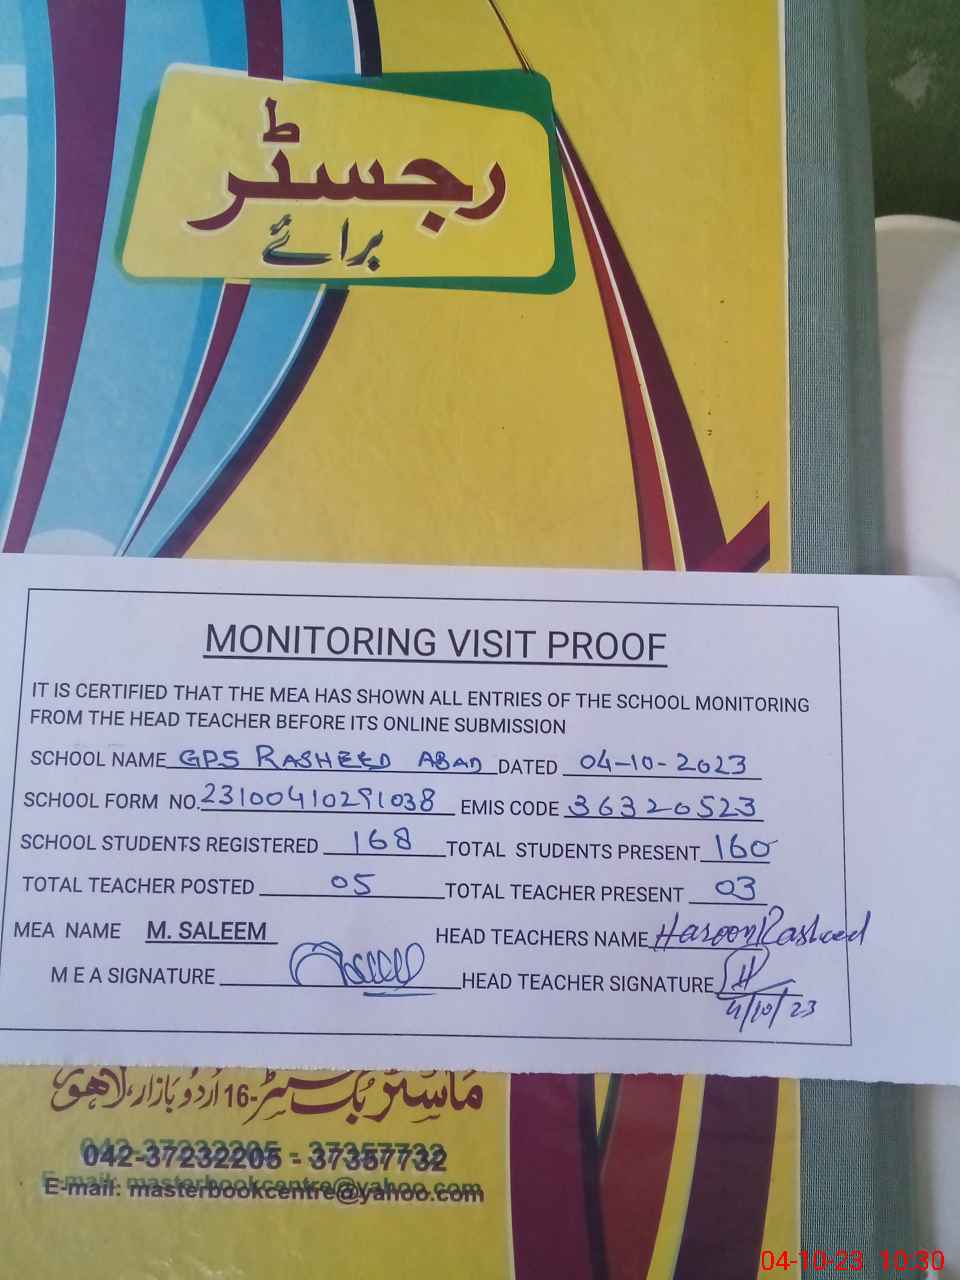 رجسٹر
برائے
MONITORING VISIT PROOF
IT IS CERTIFIED THAT THE MEA HAS SHOWN ALL ENTRIES OF THE SCHOOL MONITORING
FROM THE HEAD TEACHER BEFORE ITS ONLINE SUBMISSION
SCHOOL NAME GPS RASHEED ABAD DATED 04-10-2023
SCHOOL FORM NO. 23100410291038 EMIS CODE 36320523
SCHOOL STUDENTS REGISTERED 168 TOTAL STUDENTS PRESENT 160
TOTAL TEACHER POSTED 05 TOTAL TEACHER PRESENT 03
MEA NAME M. SALEEM HEAD TEACHERS NAME Haroon Rasheed
M E A SIGNATURE HEAD TEACHER SIGNATURE
4/10/23
ماسٹر بک سنٹر 16-اُردو بازار، لاہور
042-37232205 - 37357732
E-mail: masterbookcentre@yahoo.com
04-10-23 10:30